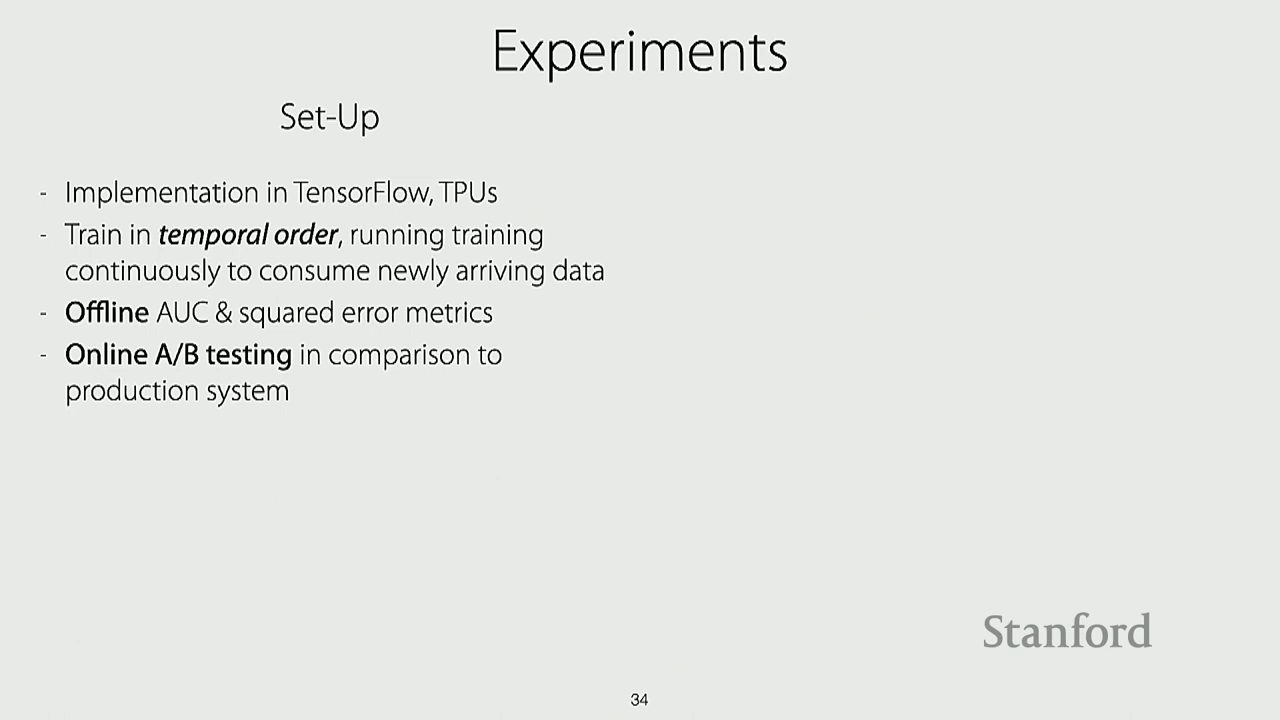 Experiments
Set-Up
- Implementation in TensorFlow, TPUs
- Train in temporal order, running training
continuously to consume newly arriving data
- Offline AUC & squared error metrics
- Online A/B testing in comparison to
production system
Stanford
34